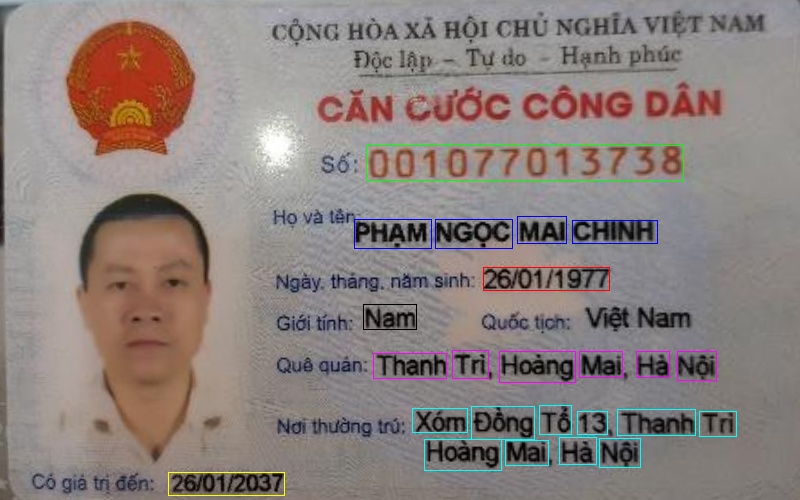 CỘNG HÒA XÃ HỘI CHỦ NGHĨA VIỆT NAM
Độc lập - Tự do - Hạnh phúc
CĂN CƯỚC CÔNG DÂN
Số: 001077013738
Họ và tên
PHẠM NGỌC MAI CHINH
Ngày, tháng, năm sinh: 26/01/1977
Giới tính: Nam Quốc tịch: Việt Nam
Quê quán: Thanh Trì, Hoàng Mai, Hà Nội
Nơi thường trú: Xóm Đồng Tổ 13, Thanh Trì
Hoàng Mai, Hà Nội
Có giá trị đến: 26/01/2037